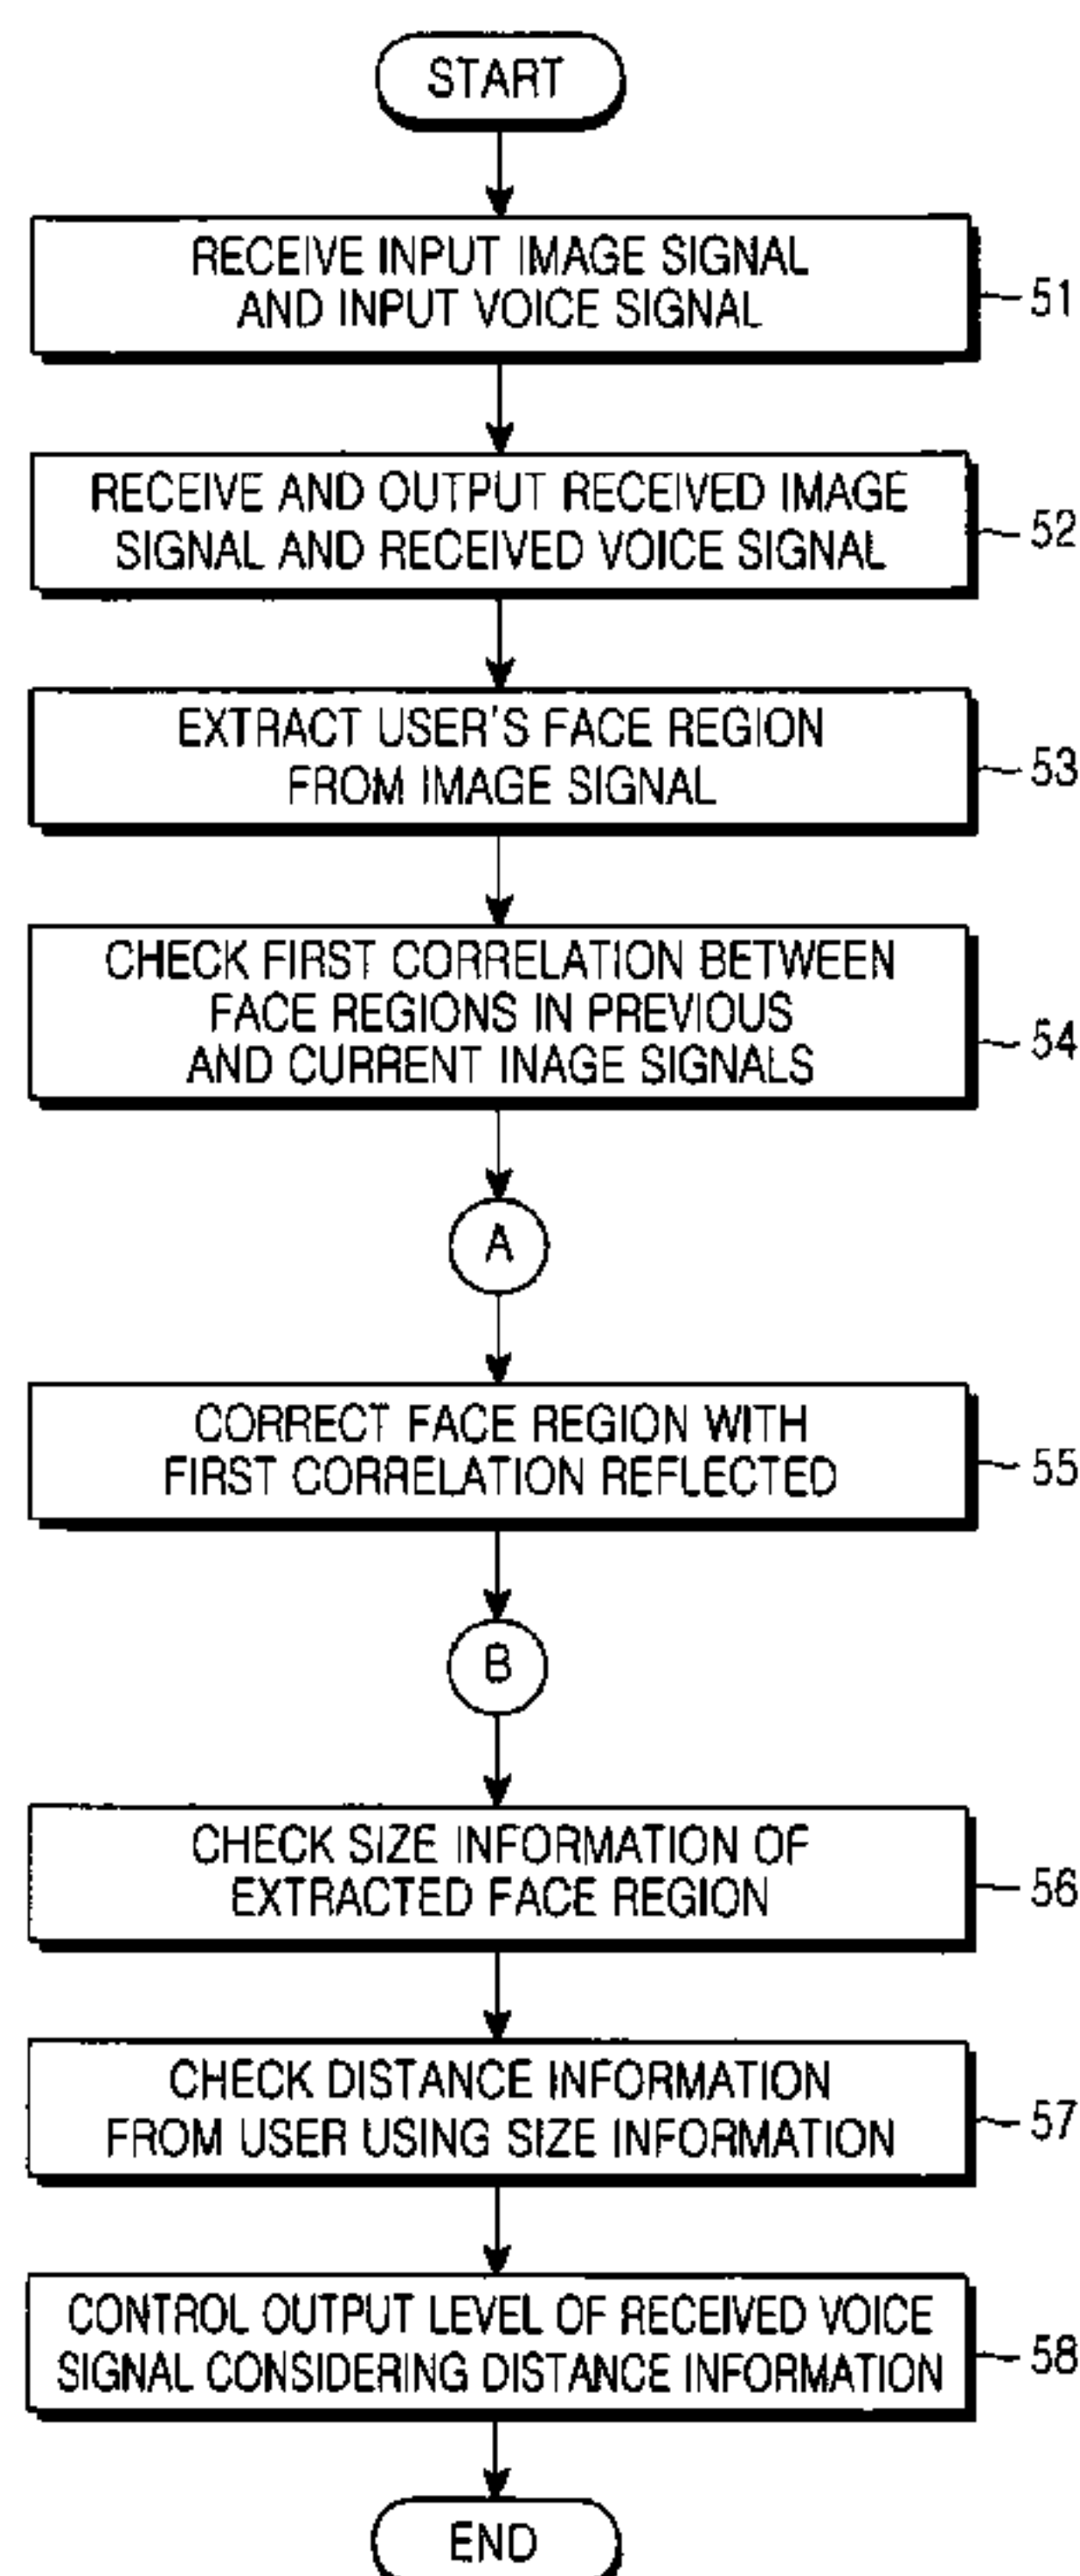 START
RECEIVE INPUT IMAGE SIGNAL
AND INPUT VOICE SIGNAL
51
RECEIVE AND OUTPUT RECEIVED IMAGE
SIGNAL AND RECEIVED VOICE SIGNAL
52
EXTRACT USER'S FACE REGION
FROM IMAGE SIGNAL
53
CHECK FIRST CORRELATION BETWEEN
FACE REGIONS IN PREVIOUS
AND CURRENT INAGE SIGNALS
54
A
CORRECT FACE REGION WITH
FIRST CORRELATION REFLECTED
55
B
CHECK SIZE INFORMATION OF
EXTRACTED FACE REGION
56
CHECK DISTANCE INFORMATION
FROM USER USING SIZE INFORMATION
57
CONTROL OUTPUT LEVEL OF RECEIVED VOICE
SIGNAL CONSIDERING DISTANCE INFORMATION
58
END